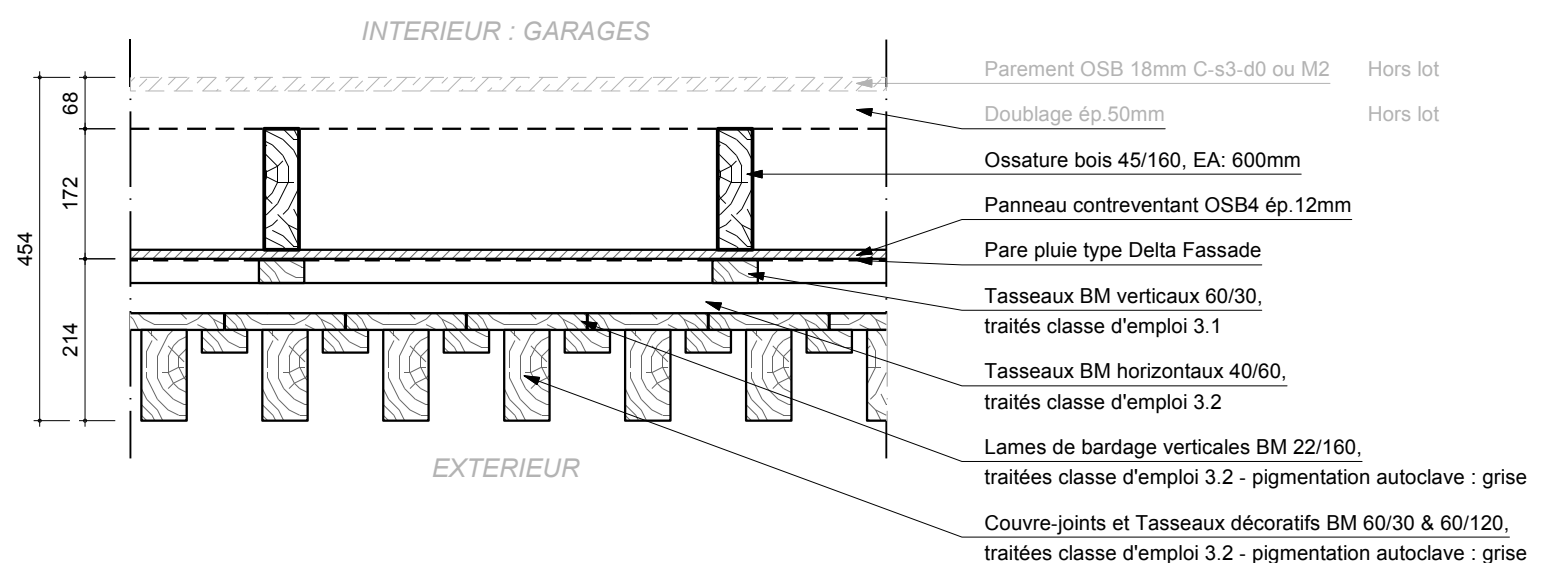 INTERIEUR : GARAGES
Parement OSB 18mm C-s3-d0 ou M2 Hors lot
Doublage ép.50mm Hors lot
Ossature bois 45/160, EA: 600mm
Panneau contreventant OSB4 ép.12mm
Pare pluie type Delta Fassade
Tasseaux BM verticaux 60/30,
traités classe d'emploi 3.1
Tasseaux BM horizontaux 40/60,
traités classe d'emploi 3.2
Lames de bardage verticales BM 22/160,
traitées classe d'emploi 3.2 - pigmentation autoclave : grise
Couvre-joints et Tasseaux décoratifs BM 60/30 & 60/120,
traitées classe d'emploi 3.2 - pigmentation autoclave : grise
454
68
172
214
EXTERIEUR